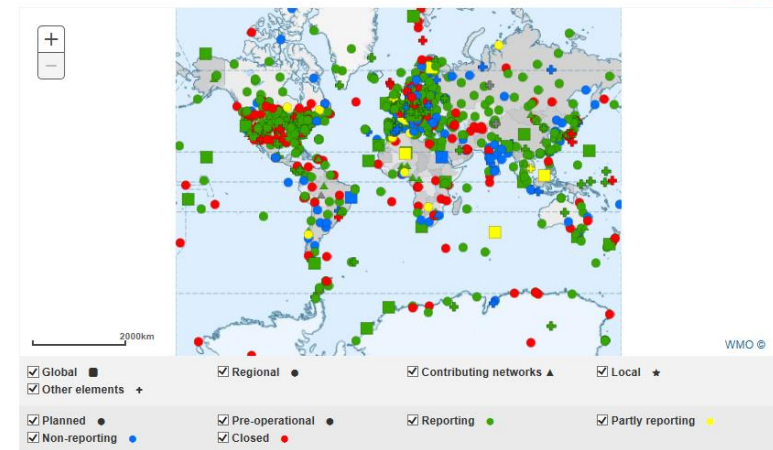 +
−
2000km
WMO ©
Global Regional Contributing networks Local
Other elements
Planned Pre-operational Reporting Partly reporting
Non-reporting Closed